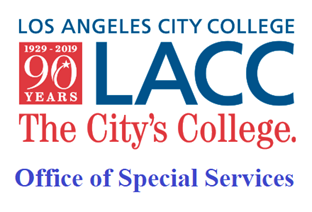 LOS ANGELES CITY COLLEGE
1929 - 2019
90
YEARS
LACC
The City's College.
Office of Special Services